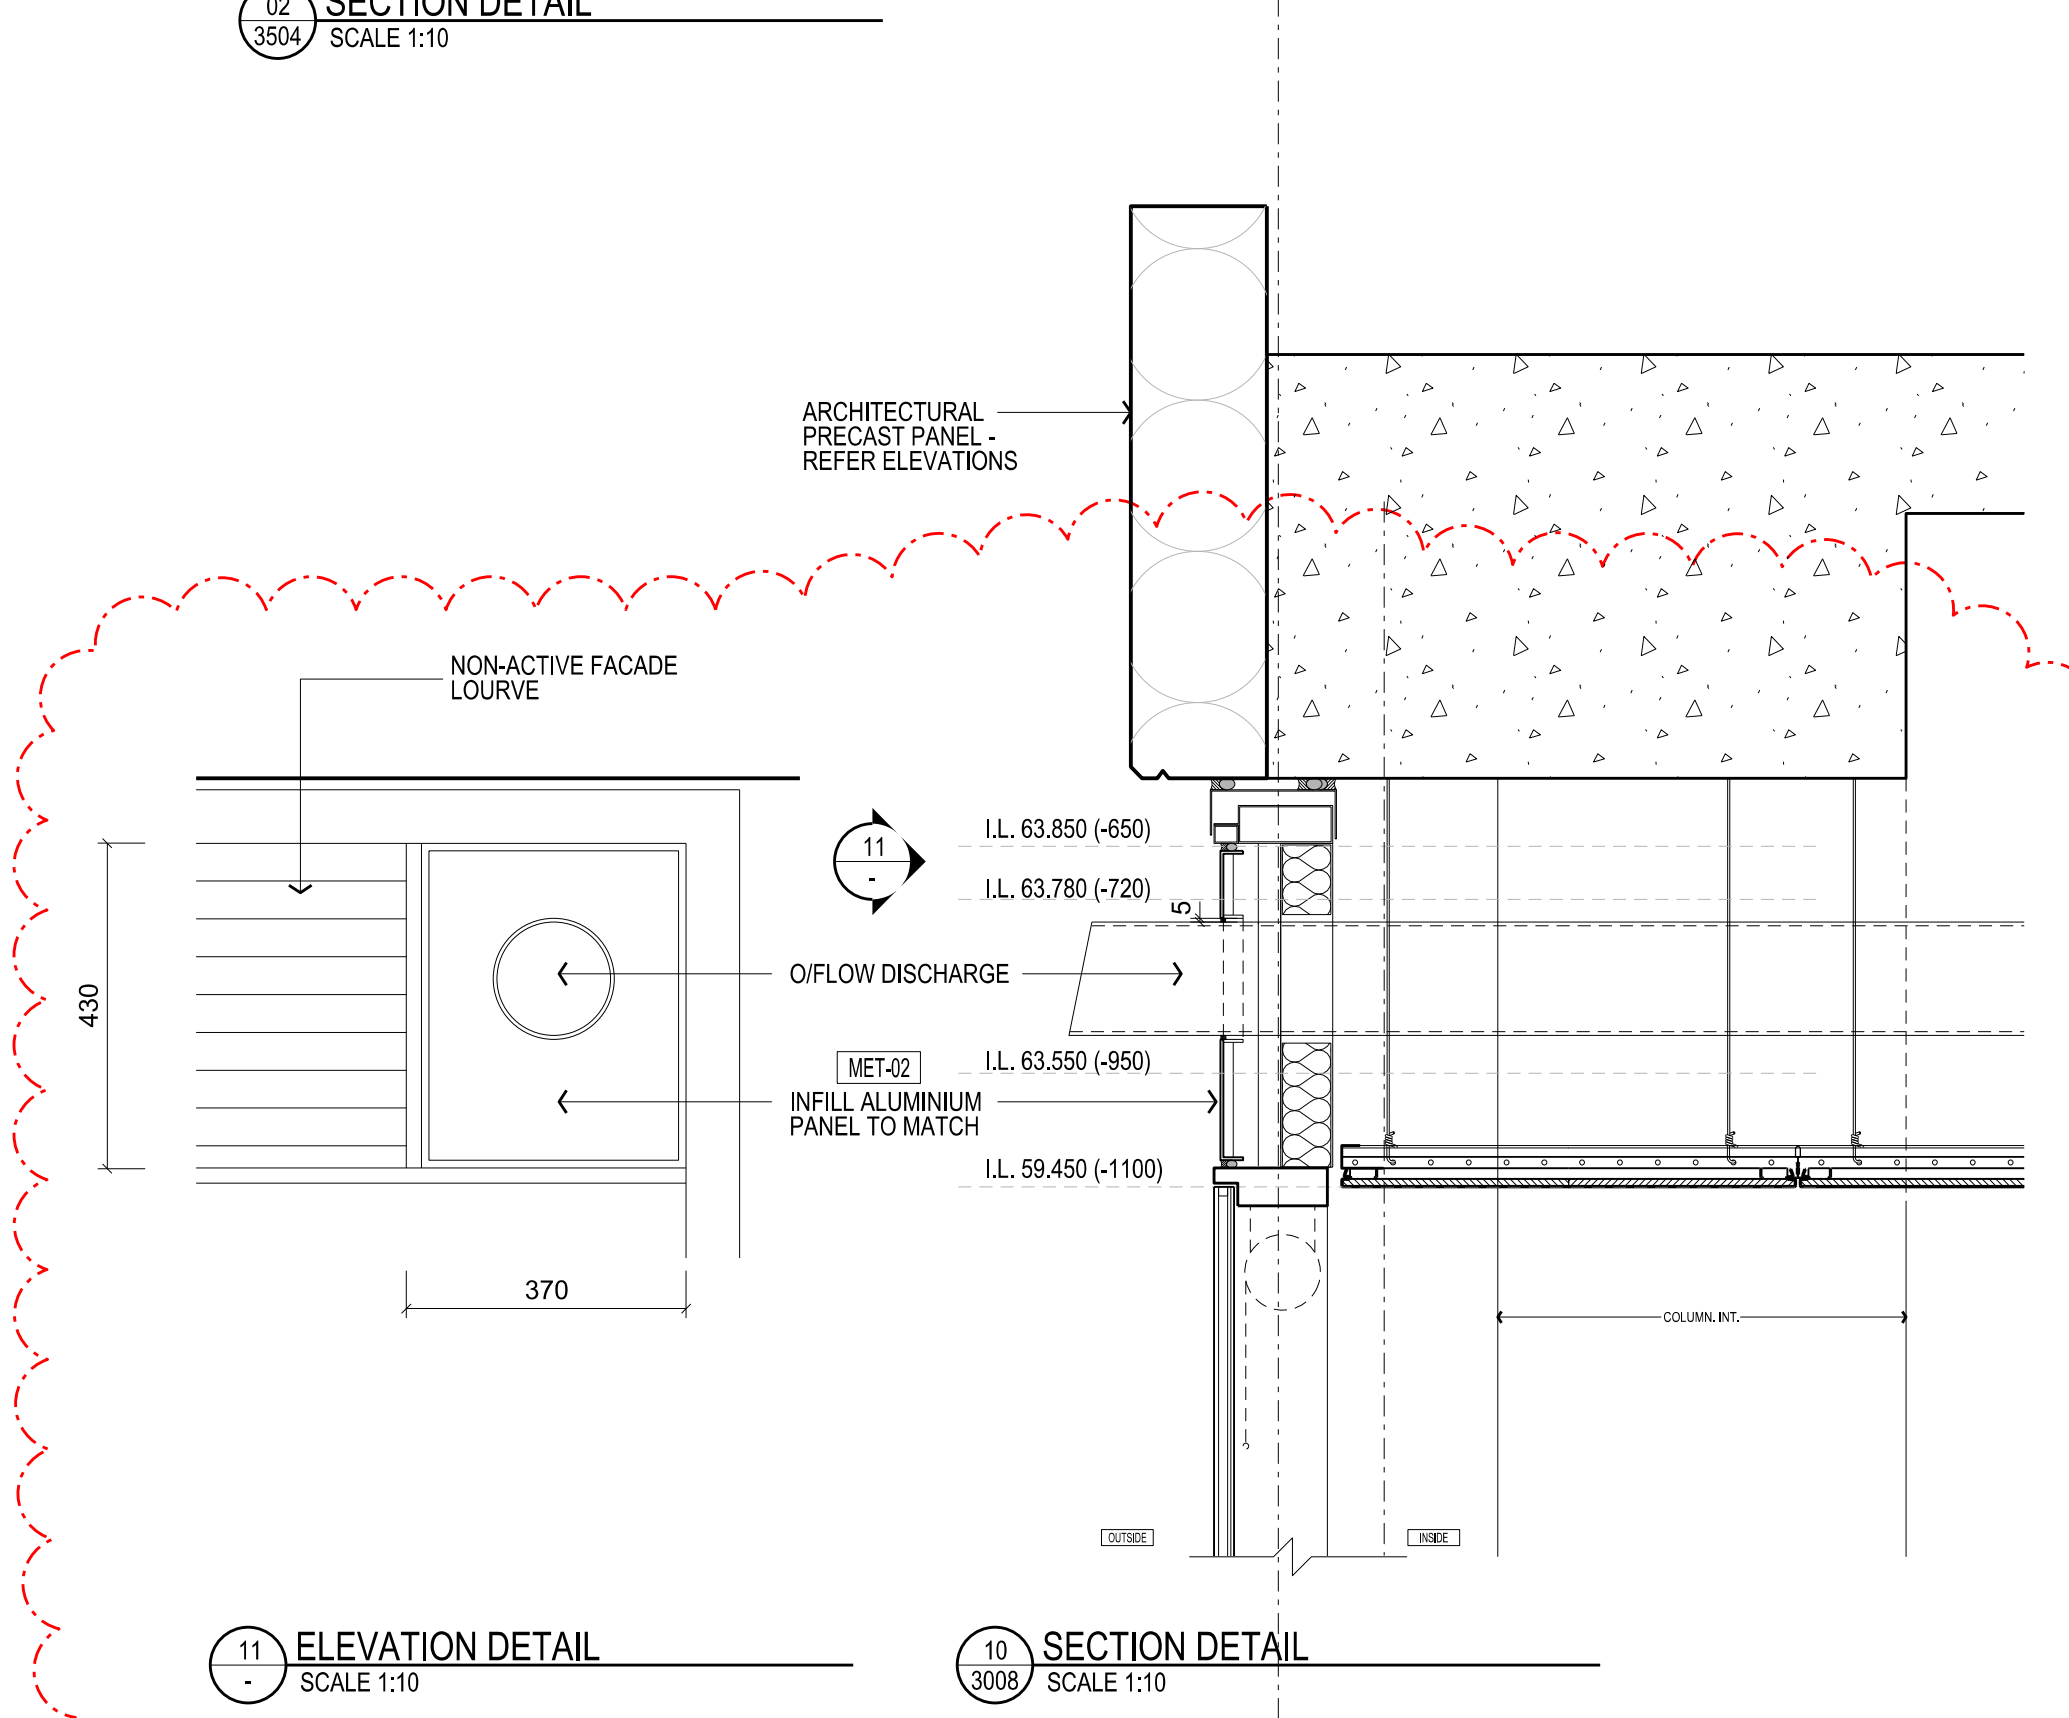 02
3504
SECTION DETAIL
SCALE 1:10
ARCHITECTURAL
PRECAST PANEL -
REFER ELEVATIONS
NON-ACTIVE FACADE
LOURVE
11
-
I.L. 63.850 (-650)
I.L. 63.780 (-720)
5
430
O/FLOW DISCHARGE
MET-02
INFILL ALUMINIUM
PANEL TO MATCH
I.L. 63.550 (-950)
I.L. 59.450 (-1100)
370
COLUMN. INT.
OUTSIDE
INSIDE
11
-
ELEVATION DETAIL
SCALE 1:10
10
3008
SECTION DETAIL
SCALE 1:10